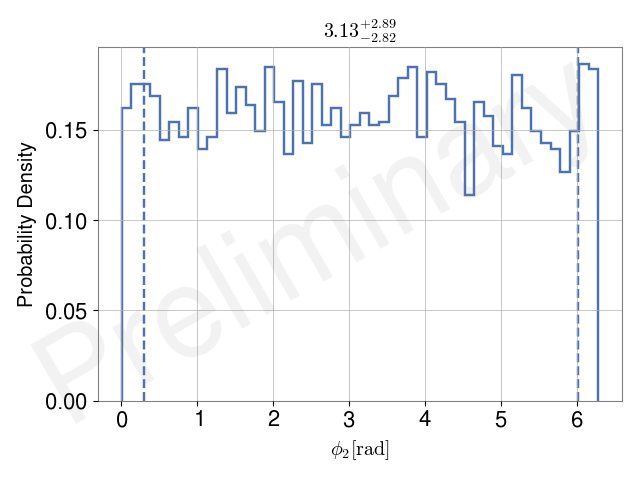 3.13^{+2.89}_{-2.82}
Probability Density
0.15
0.10
0.05
0.00
0 1 2 3 4 5 6
ϕ₂[rad]
Preliminary